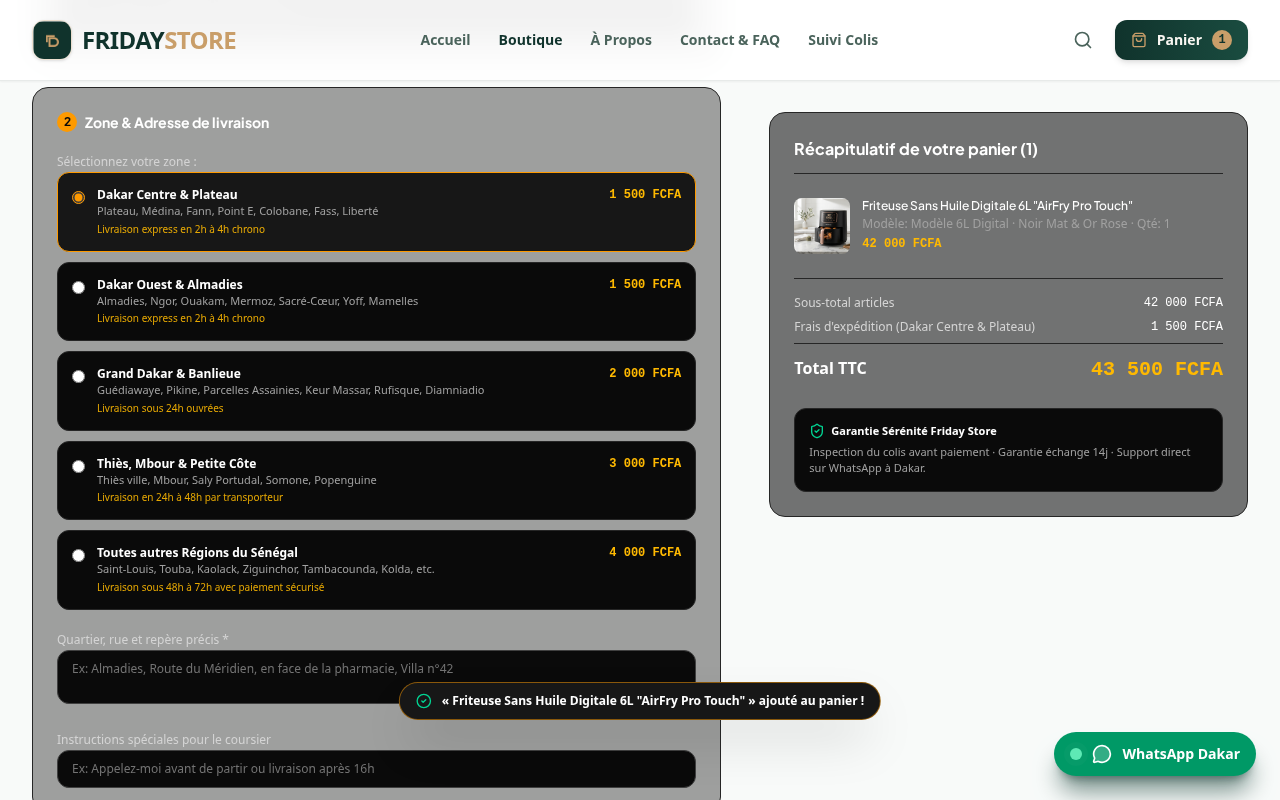 FRIDAYSTORE
Accueil
Boutique
À Propos
Contact & FAQ
Suivi Colis
Panier
1
2
Zone & Adresse de livraison
Sélectionnez votre zone :
Dakar Centre & Plateau
1 500 FCFA
Plateau, Médina, Fann, Point E, Colobane, Fass, Liberté
Livraison express en 2h à 4h chrono
Dakar Ouest & Almadies
1 500 FCFA
Almadies, Ngor, Ouakam, Mermoz, Sacré-Cœur, Yoff, Mamelles
Livraison express en 2h à 4h chrono
Grand Dakar & Banlieue
2 000 FCFA
Guédiawaye, Pikine, Parcelles Assainies, Keur Massar, Rufisque, Diamniadio
Livraison sous 24h ouvrées
Thiès, Mbour & Petite Côte
3 000 FCFA
Thiès ville, Mbour, Saly Portudal, Somone, Popenguine
Livraison en 24h à 48h par transporteur
Toutes autres Régions du Sénégal
4 000 FCFA
Saint-Louis, Touba, Kaolack, Ziguinchor, Tambacounda, Kolda, etc.
Livraison sous 48h à 72h avec paiement sécurisé
Quartier, rue et repère précis *
Ex: Almadies, Route du Méridien, en face de la pharmacie, Villa n°42
Instructions spéciales pour le coursier
Ex: Appelez-moi avant de partir ou livraison après 16h
Récapitulatif de votre panier (1)
Friteuse Sans Huile Digitale 6L "AirFry Pro Touch"
Modèle: Modèle 6L Digital · Noir Mat & Or Rose · Qté: 1
42 000 FCFA
Sous-total articles
42 000 FCFA
Frais d'expédition (Dakar Centre & Plateau)
1 500 FCFA
Total TTC
43 500 FCFA
Garantie Sérénité Friday Store
Inspection du colis avant paiement · Garantie échange 14j · Support direct
sur WhatsApp à Dakar.
« Friteuse Sans Huile Digitale 6L "AirFry Pro Touch" » ajouté au panier !
WhatsApp Dakar